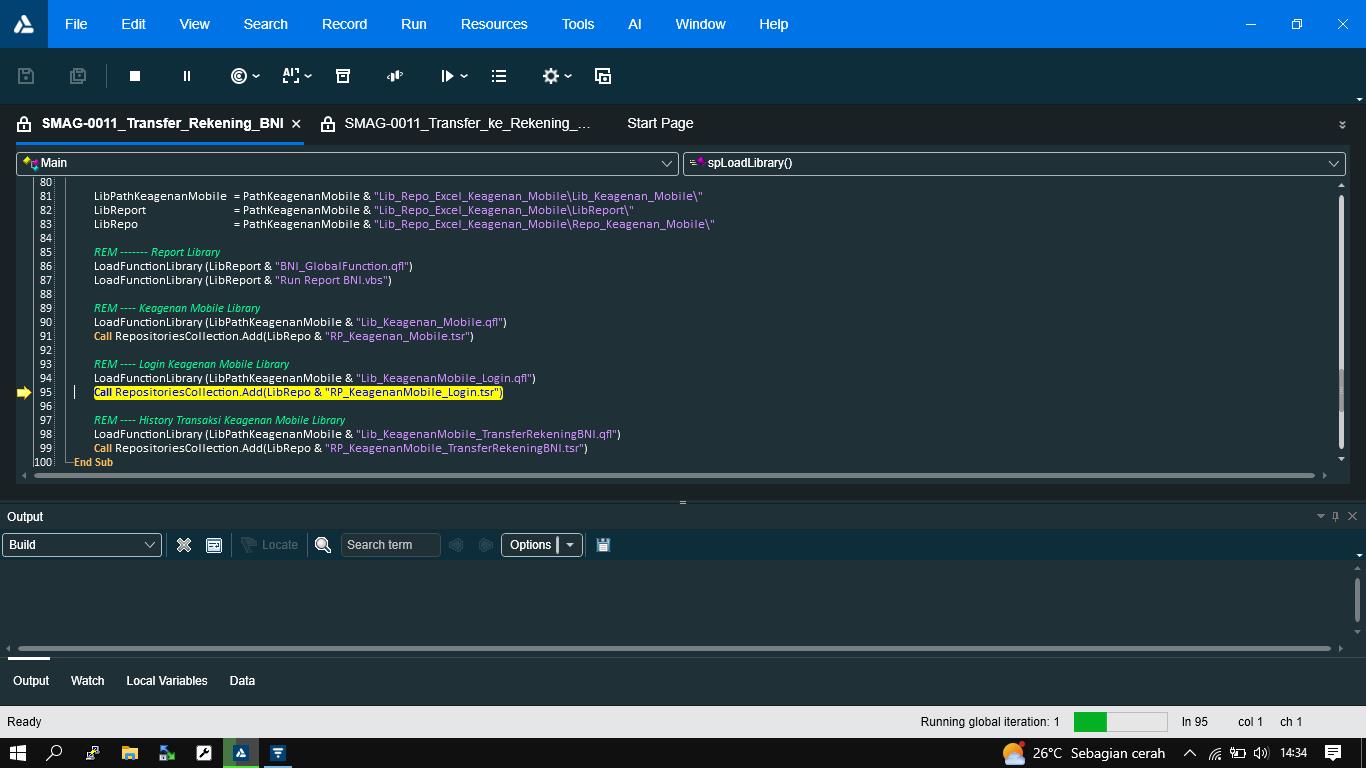 File Edit View Search Record Run Resources Tools AI Window Help
SMAG-0011_Transfer_Rekening_BNI SMAG-0011_Transfer_ke_Rekening_... Start Page
Main spLoadLibrary()
80
81 LibPathKeagenanMobile = PathKeagenanMobile & "Lib_Repo_Excel_Keagenan_Mobile\Lib_Keagenan_Mobile\"
82 LibReport = PathKeagenanMobile & "Lib_Repo_Excel_Keagenan_Mobile\LibReport\"
83 LibRepo = PathKeagenanMobile & "Lib_Repo_Excel_Keagenan_Mobile\Repo_Keagenan_Mobile\"
84
85 REM ------- Report Library
86 LoadFunctionLibrary (LibReport & "BNI_GlobalFunction.qfl")
87 LoadFunctionLibrary (LibReport & "Run Report BNI.vbs")
88
89 REM ---- Keagenan Mobile Library
90 LoadFunctionLibrary (LibPathKeagenanMobile & "Lib_Keagenan_Mobile.qfl")
91 Call RepositoriesCollection.Add(LibRepo & "RP_Keagenan_Mobile.tsr")
92
93 REM ---- Login Keagenan Mobile Library
94 LoadFunctionLibrary (LibPathKeagenanMobile & "Lib_KeagenanMobile_Login.qfl")
95 Call RepositoriesCollection.Add(LibRepo & "RP_KeagenanMobile_Login.tsr")
96
97 REM ---- History Transaksi Keagenan Mobile Library
98 LoadFunctionLibrary (LibPathKeagenanMobile & "Lib_KeagenanMobile_TransferRekeningBNI.qfl")
99 Call RepositoriesCollection.Add(LibRepo & "RP_KeagenanMobile_TransferRekeningBNI.tsr")
100 End Sub
Output
Build Locate Search term Options
Output Watch Local Variables Data
Ready Running global iteration: 1 ln 95 col 1 ch 1
26°C Sebagian cerah 14:34